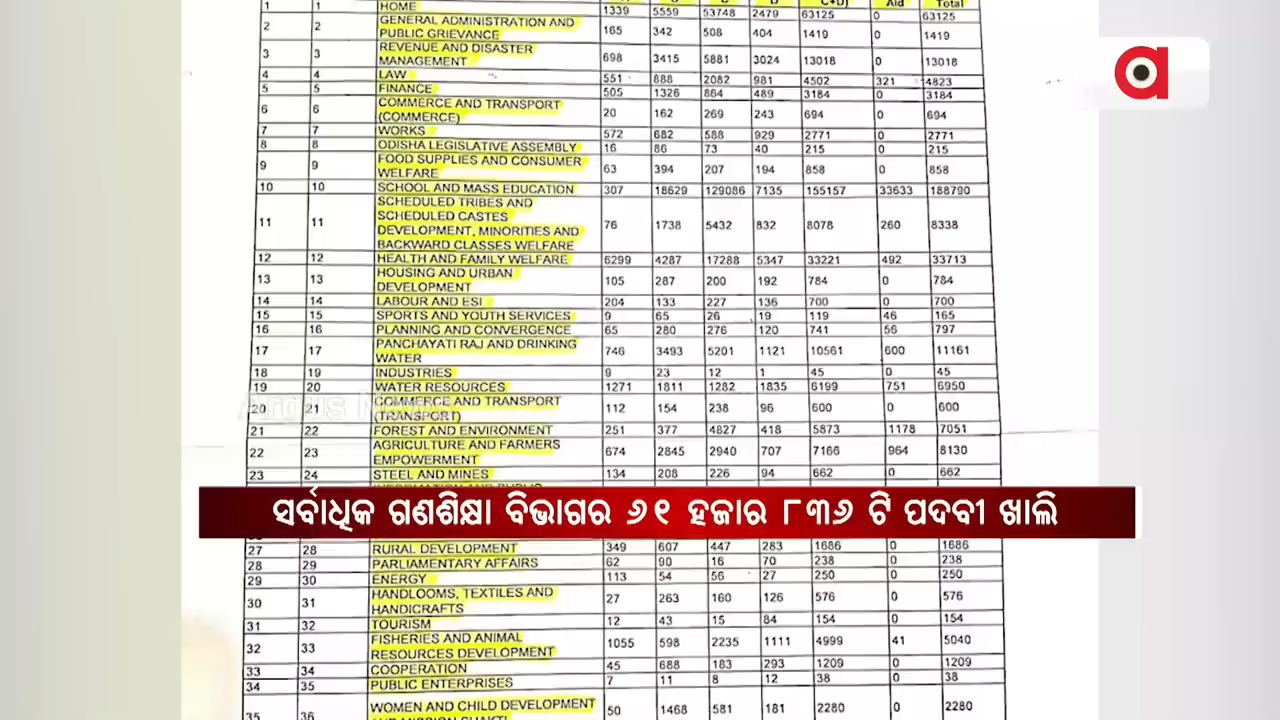 C+D) Aid Total
1 1 HOME 1339 5559 53748 2479 63125 0 63125
2 2 GENERAL ADMINISTRATION AND PUBLIC GRIEVANCE 165 342 508 404 1419 0 1419
3 3 REVENUE AND DISASTER MANAGEMENT 698 3415 5881 3024 13018 0 13018
4 4 LAW 551 888 2082 981 4502 321 4823
5 5 FINANCE 505 1326 864 489 3184 0 3184
6 6 COMMERCE AND TRANSPORT (COMMERCE) 20 162 269 243 694 0 694
7 7 WORKS 572 682 588 929 2771 0 2771
8 8 ODISHA LEGISLATIVE ASSEMBLY 16 86 73 40 215 0 215
9 9 FOOD SUPPLIES AND CONSUMER WELFARE 63 394 207 194 858 0 858
10 10 SCHOOL AND MASS EDUCATION 307 18629 129086 7135 155157 33633 188790
11 11 SCHEDULED TRIBES AND SCHEDULED CASTES DEVELOPMENT, MINORITIES AND BACKWARD CLASSES WELFARE 76 1738 5432 832 8078 260 8338
12 12 HEALTH AND FAMILY WELFARE 6299 4287 17288 5347 33221 492 33713
13 13 HOUSING AND URBAN DEVELOPMENT 105 287 200 192 784 0 784
14 14 LABOUR AND ESI 204 133 227 136 700 0 700
15 15 SPORTS AND YOUTH SERVICES 9 65 26 19 119 46 165
16 16 PLANNING AND CONVERGENCE 65 280 276 120 741 56 797
17 17 PANCHAYATI RAJ AND DRINKING WATER 746 3493 5201 1121 10561 600 11161
18 19 INDUSTRIES 9 23 12 1 45 0 45
19 20 WATER RESOURCES 1271 1811 1282 1835 6199 751 6950
20 21 COMMERCE AND TRANSPORT (TRANSPORT) 112 154 238 96 600 0 600
Argus News
21 22 FOREST AND ENVIRONMENT 251 377 4827 418 5873 1178 7051
22 23 AGRICULTURE AND FARMERS EMPOWERMENT 674 2845 2940 707 7166 964 8130
23 24 STEEL AND MINES 134 208 226 94 662 0 662
ସର୍ବାଧିକ ଗଣଶିକ୍ଷା ବିଭାଗର ୬୧ ହଜାର ୮୩୬ ଟି ପଦବୀ ଖାଲି
27 28 RURAL DEVELOPMENT 349 607 447 283 1686 0 1686
28 29 PARLIAMENTARY AFFAIRS 62 90 16 70 238 0 238
29 30 ENERGY 113 54 56 27 250 0 250
30 31 HANDLOOMS, TEXTILES AND HANDICRAFTS 27 263 160 126 576 0 576
31 32 TOURISM 12 43 15 84 154 0 154
32 33 FISHERIES AND ANIMAL RESOURCES DEVELOPMENT 1055 598 2235 1111 4999 41 5040
33 34 COOPERATION 45 688 183 293 1209 0 1209
34 35 PUBLIC ENTERPRISES 7 11 8 12 38 0 38
35 36 WOMEN AND CHILD DEVELOPMENT 50 1468 581 181 2280 0 2280